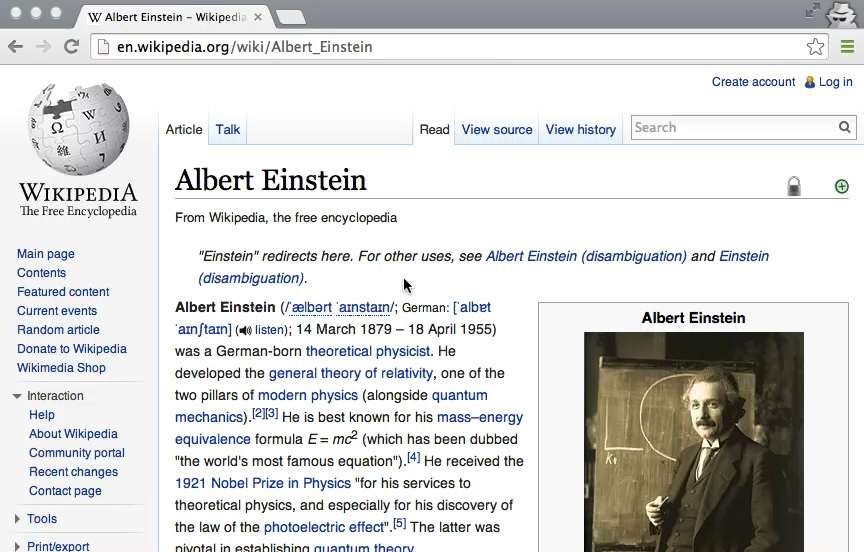 Albert Einstein – Wikipedia
en.wikipedia.org/wiki/Albert_Einstein
Create account Log in
Article Talk Read View source View history Search
WIKIPEDIA
The Free Encyclopedia
Main page
Contents
Featured content
Current events
Random article
Donate to Wikipedia
Wikimedia Shop
Interaction
Help
About Wikipedia
Community portal
Recent changes
Contact page
Tools
Print/export
Albert Einstein
From Wikipedia, the free encyclopedia
"Einstein" redirects here. For other uses, see Albert Einstein (disambiguation) and Einstein
(disambiguation).
Albert Einstein (/ˈælbərt ˈaɪnstaɪn/; German: [ˈalbɐt
ˈaɪnʃtaɪn] (listen); 14 March 1879 – 18 April 1955)
was a German-born theoretical physicist. He
developed the general theory of relativity, one of the
two pillars of modern physics (alongside quantum
mechanics).[2][3] He is best known for his mass–energy
equivalence formula E = mc² (which has been dubbed
"the world's most famous equation").[4] He received the
1921 Nobel Prize in Physics "for his services to
theoretical physics, and especially for his discovery of
the law of the photoelectric effect".[5] The latter was
pivotal in establishing quantum theory.
Albert Einstein